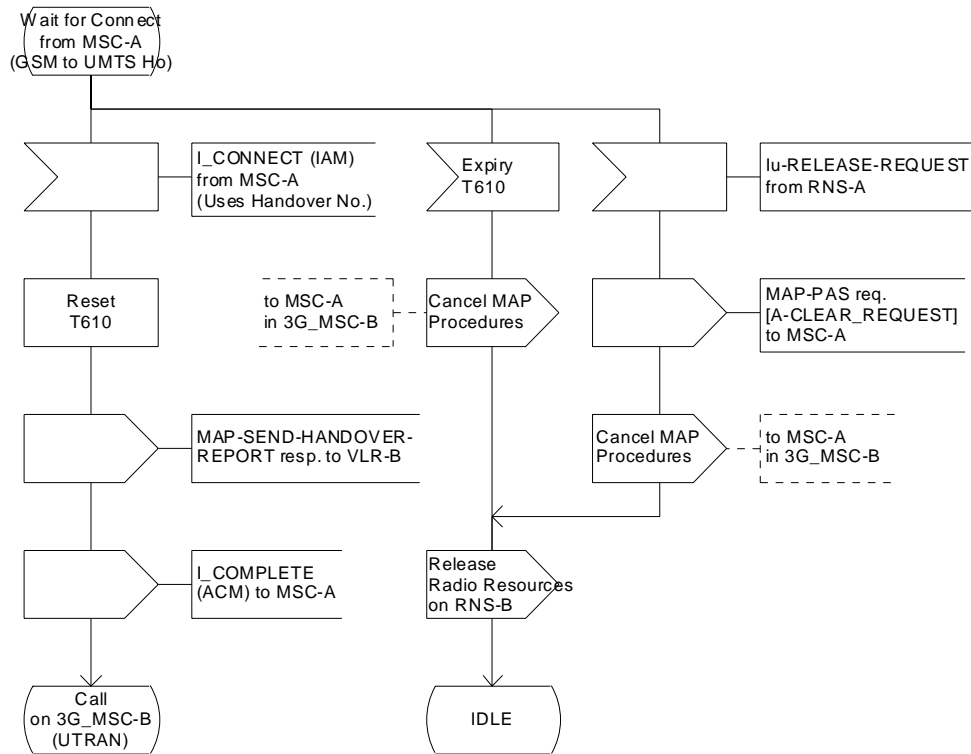 Wait for Connect
from MSC-A
(GSM to UMTS Ho)
I_CONNECT (IAM)
from MSC-A
(Uses Handover No.)
Expiry
T610
Iu-RELEASE-REQUEST
from RNS-A
Reset
T610
to MSC-A
in 3G_MSC-B
Cancel MAP
Procedures
MAP-PAS req.
[A-CLEAR_REQUEST]
to MSC-A
MAP-SEND-HANDOVER-
REPORT resp. to VLR-B
Cancel MAP
Procedures
to MSC-A
in 3G_MSC-B
I_COMPLETE
(ACM) to MSC-A
Release
Radio Resources
on RNS-B
Call
on 3G_MSC-B
(UTRAN)
IDLE